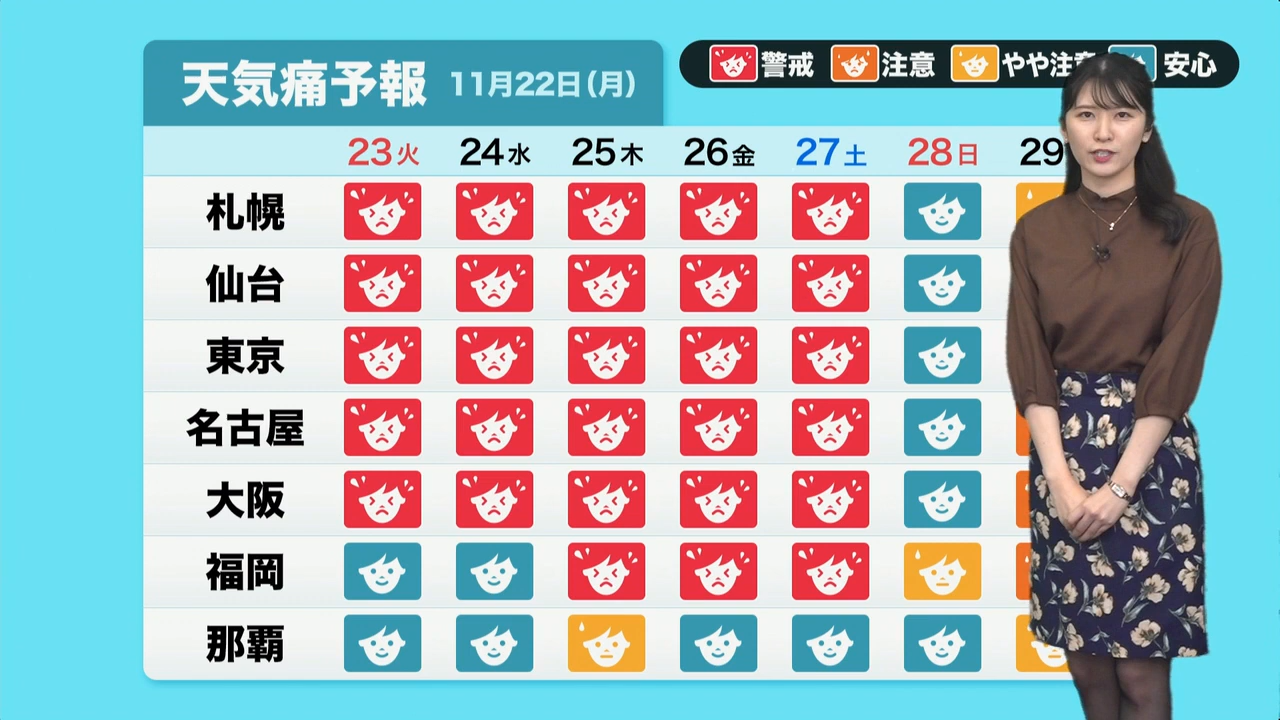 天気痛予報 11月22日(月)
警戒 注意 やや注 安心
23火 24水 25木 26金 27土 28日 29
札幌
仙台
東京
名古屋
大阪
福岡
那覇